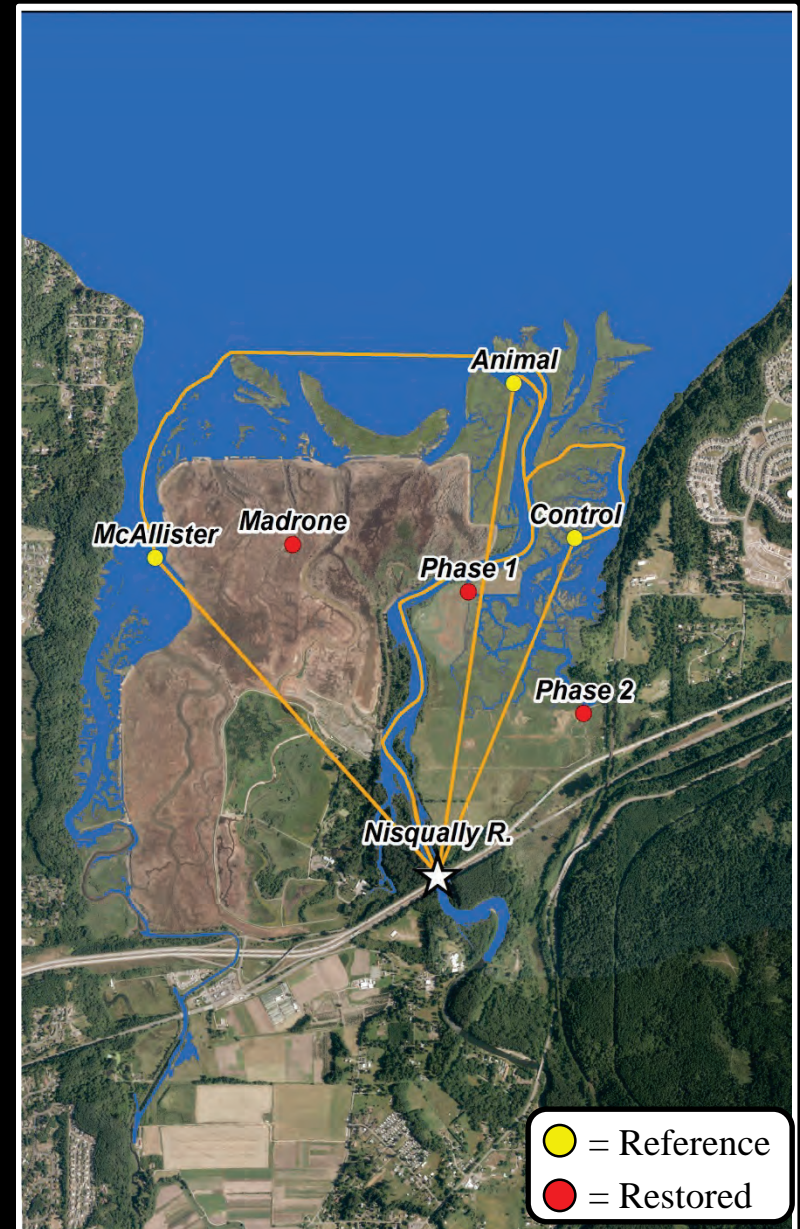 Animal
Control
McAllister
Madrone
Phase 1
Phase 2
Nisqually R.
= Reference
= Restored